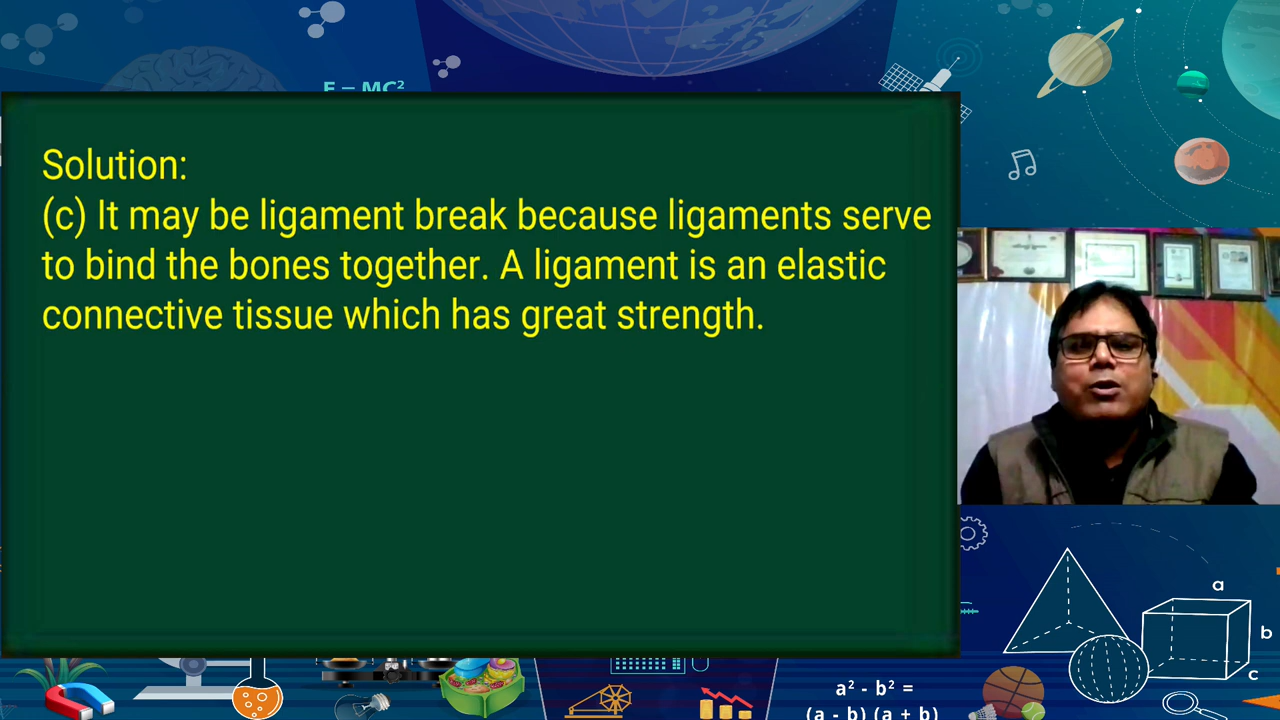 E = MC²
Solution:
(c) It may be ligament break because ligaments serve
to bind the bones together. A ligament is an elastic
connective tissue which has great strength.
a
b
c
a² - b² =
(a - b) (a + b)